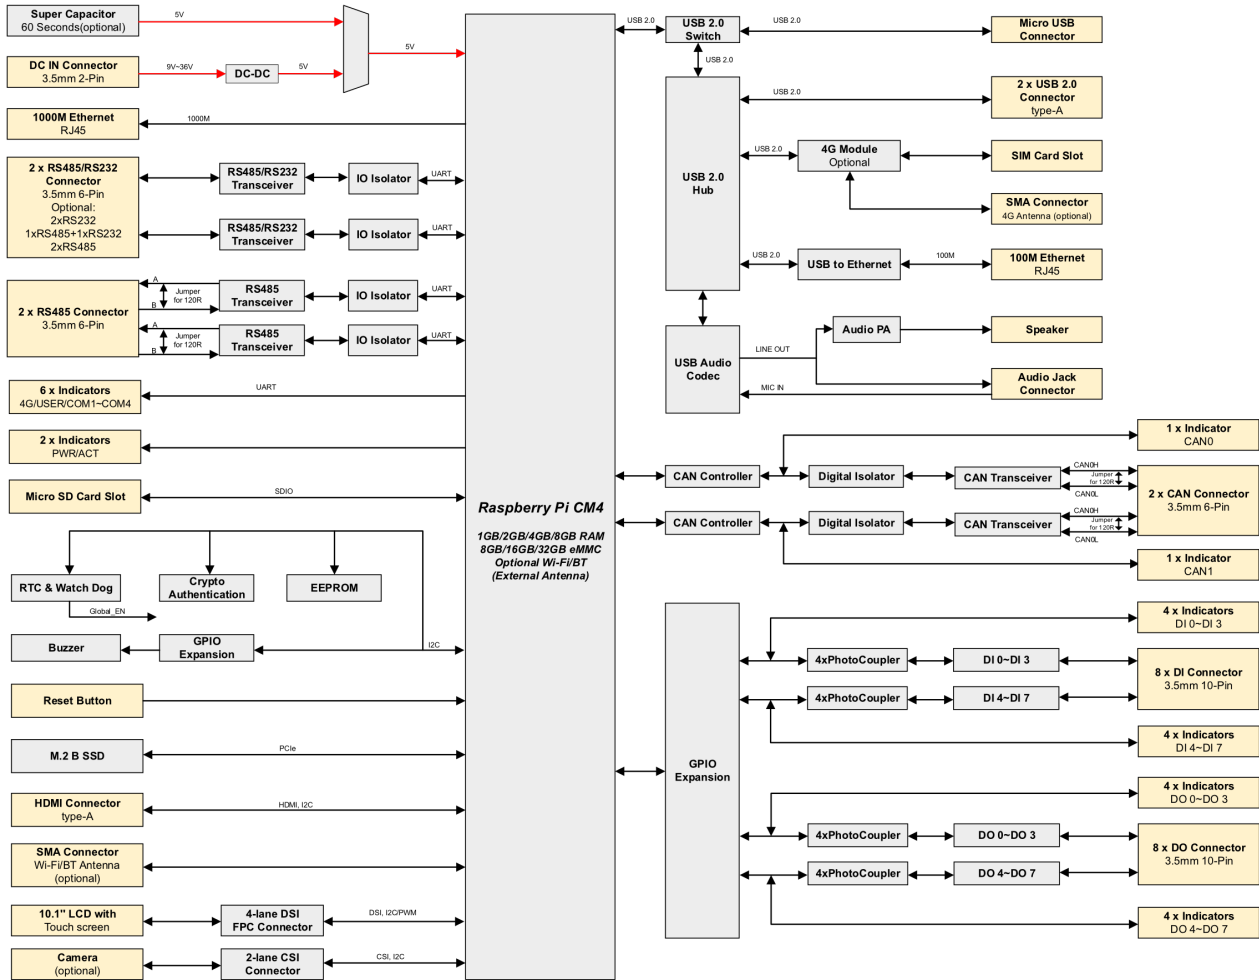 Super Capacitor
60 Seconds(optional)
5V
DC IN Connector
3.5mm 2-Pin
9V~36V
DC-DC
5V
5V
1000M Ethernet
RJ45
1000M
2 x RS485/RS232
Connector
3.5mm 6-Pin
Optional:
2xRS232
1xRS485+1xRS232
2xRS485
RS485/RS232
Transceiver
IO Isolator
UART
RS485/RS232
Transceiver
IO Isolator
UART
2 x RS485 Connector
3.5mm 6-Pin
A
Jumper
for 120R
B
RS485
Transceiver
IO Isolator
UART
A
Jumper
for 120R
B
RS485
Transceiver
IO Isolator
UART
6 x Indicators
4G/USER/COM1~COM4
UART
2 x Indicators
PWR/ACT
Micro SD Card Slot
SDIO
RTC & Watch Dog
Crypto
Authentication
EEPROM
Global_EN
Buzzer
GPIO
Expansion
I2C
Reset Button
M.2 B SSD
PCIe
HDMI Connector
type-A
HDMI, I2C
SMA Connector
Wi-Fi/BT Antenna
(optional)
10.1" LCD with
Touch screen
4-lane DSI
FPC Connector
DSI, I2C/PWM
Camera
(optional)
2-lane CSI
Connector
CSI, I2C
Raspberry Pi CM4
1GB/2GB/4GB/8GB RAM
8GB/16GB/32GB eMMC
Optional Wi-Fi/BT
(External Antenna)
USB 2.0
USB 2.0
Switch
USB 2.0
Micro USB
Connector
USB 2.0
USB 2.0
Hub
USB 2.0
2 x USB 2.0
Connector
type-A
USB 2.0
4G Module
Optional
SIM Card Slot
SMA Connector
4G Antenna (optional)
USB 2.0
USB to Ethernet
100M
100M Ethernet
RJ45
USB Audio
Codec
LINE OUT
Audio PA
Speaker
MIC IN
Audio Jack
Connector
1 x Indicator
CAN0
CAN Controller
Digital Isolator
CAN Transceiver
CAN0H
Jumper
for 120R
CAN0L
2 x CAN Connector
3.5mm 6-Pin
CAN Controller
Digital Isolator
CAN Transceiver
CAN0H
Jumper
for 120R
CAN0L
1 x Indicator
CAN1
GPIO
Expansion
4 x Indicators
DI 0~DI 3
4xPhotoCoupler
DI 0~DI 3
8 x DI Connector
3.5mm 10-Pin
4xPhotoCoupler
DI 4~DI 7
4 x Indicators
DI 4~DI 7
4 x Indicators
DO 0~DO 3
4xPhotoCoupler
DO 0~DO 3
8 x DO Connector
3.5mm 10-Pin
4xPhotoCoupler
DO 4~DO 7
4 x Indicators
DO 4~DO 7